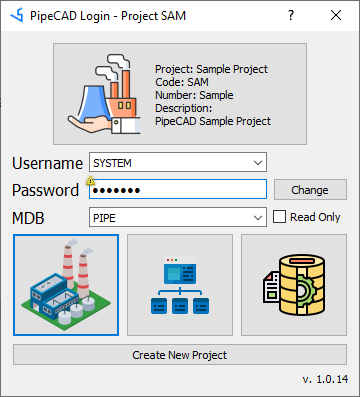 PipeCAD Login - Project SAM
Project: Sample Project
Code: SAM
Number: Sample
Description:
PipeCAD Sample Project
Username SYSTEM
Password ●●●●●●● Change
MDB PIPE Read Only
Create New Project
v. 1.0.14